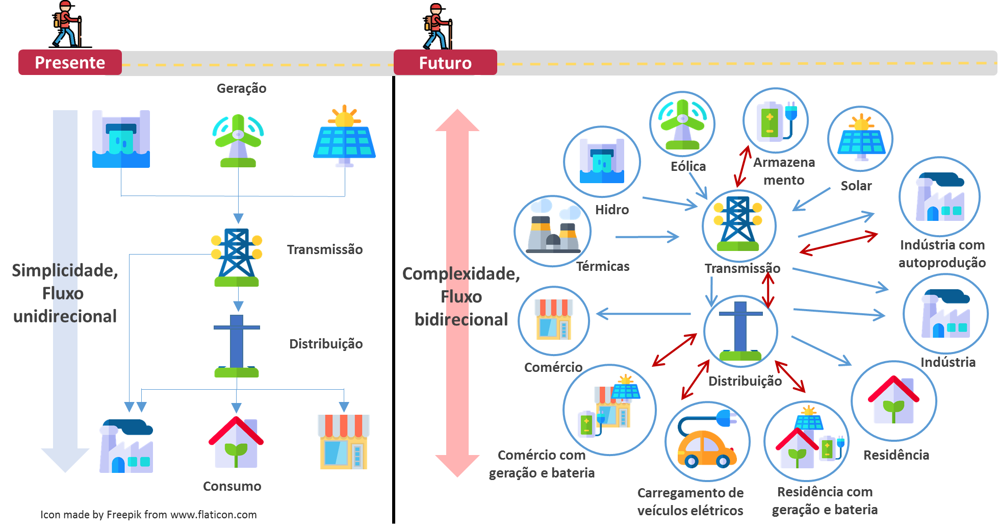 Presente
Futuro
Geração
Simplicidade,
Fluxo
unidirecional
Transmissão
Distribuição
Consumo
Icon made by Freepik from www.flaticon.com
Complexidade,
Fluxo
bidirecional
Eólica
Armazena
mento
Solar
Hidro
Térmicas
Transmissão
Indústria com
autoprodução
Comércio
Distribuição
Indústria
Comércio com
geração e bateria
Carregamento de
veículos elétricos
Residência com
geração e bateria
Residência